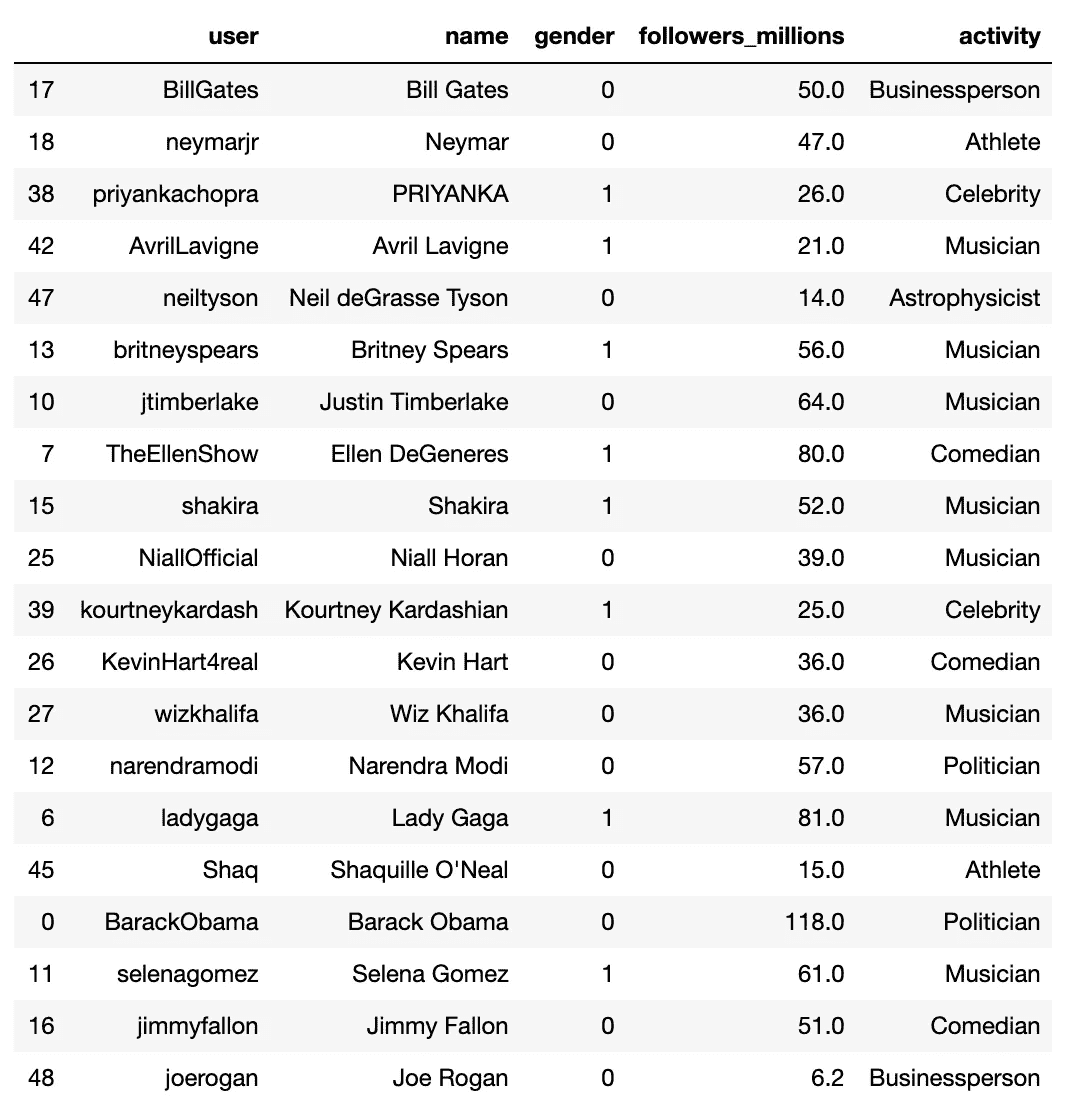 user name gender followers_millions activity
17 BillGates Bill Gates 0 50.0 Businessperson
18 neymarjr Neymar 0 47.0 Athlete
38 priyankachopra PRIYANKA 1 26.0 Celebrity
42 AvrilLavigne Avril Lavigne 1 21.0 Musician
47 neiltyson Neil deGrasse Tyson 0 14.0 Astrophysicist
13 britneyspears Britney Spears 1 56.0 Musician
10 jtimberlake Justin Timberlake 0 64.0 Musician
7 TheEllenShow Ellen DeGeneres 1 80.0 Comedian
15 shakira Shakira 1 52.0 Musician
25 NiallOfficial Niall Horan 0 39.0 Musician
39 kourtneykardash Kourtney Kardashian 1 25.0 Celebrity
26 KevinHart4real Kevin Hart 0 36.0 Comedian
27 wizkhalifa Wiz Khalifa 0 36.0 Musician
12 narendramodi Narendra Modi 0 57.0 Politician
6 ladygaga Lady Gaga 1 81.0 Musician
45 Shaq Shaquille O'Neal 0 15.0 Athlete
0 BarackObama Barack Obama 0 118.0 Politician
11 selenagomez Selena Gomez 1 61.0 Musician
16 jimmyfallon Jimmy Fallon 0 51.0 Comedian
48 joerogan Joe Rogan 0 6.2 Businessperson